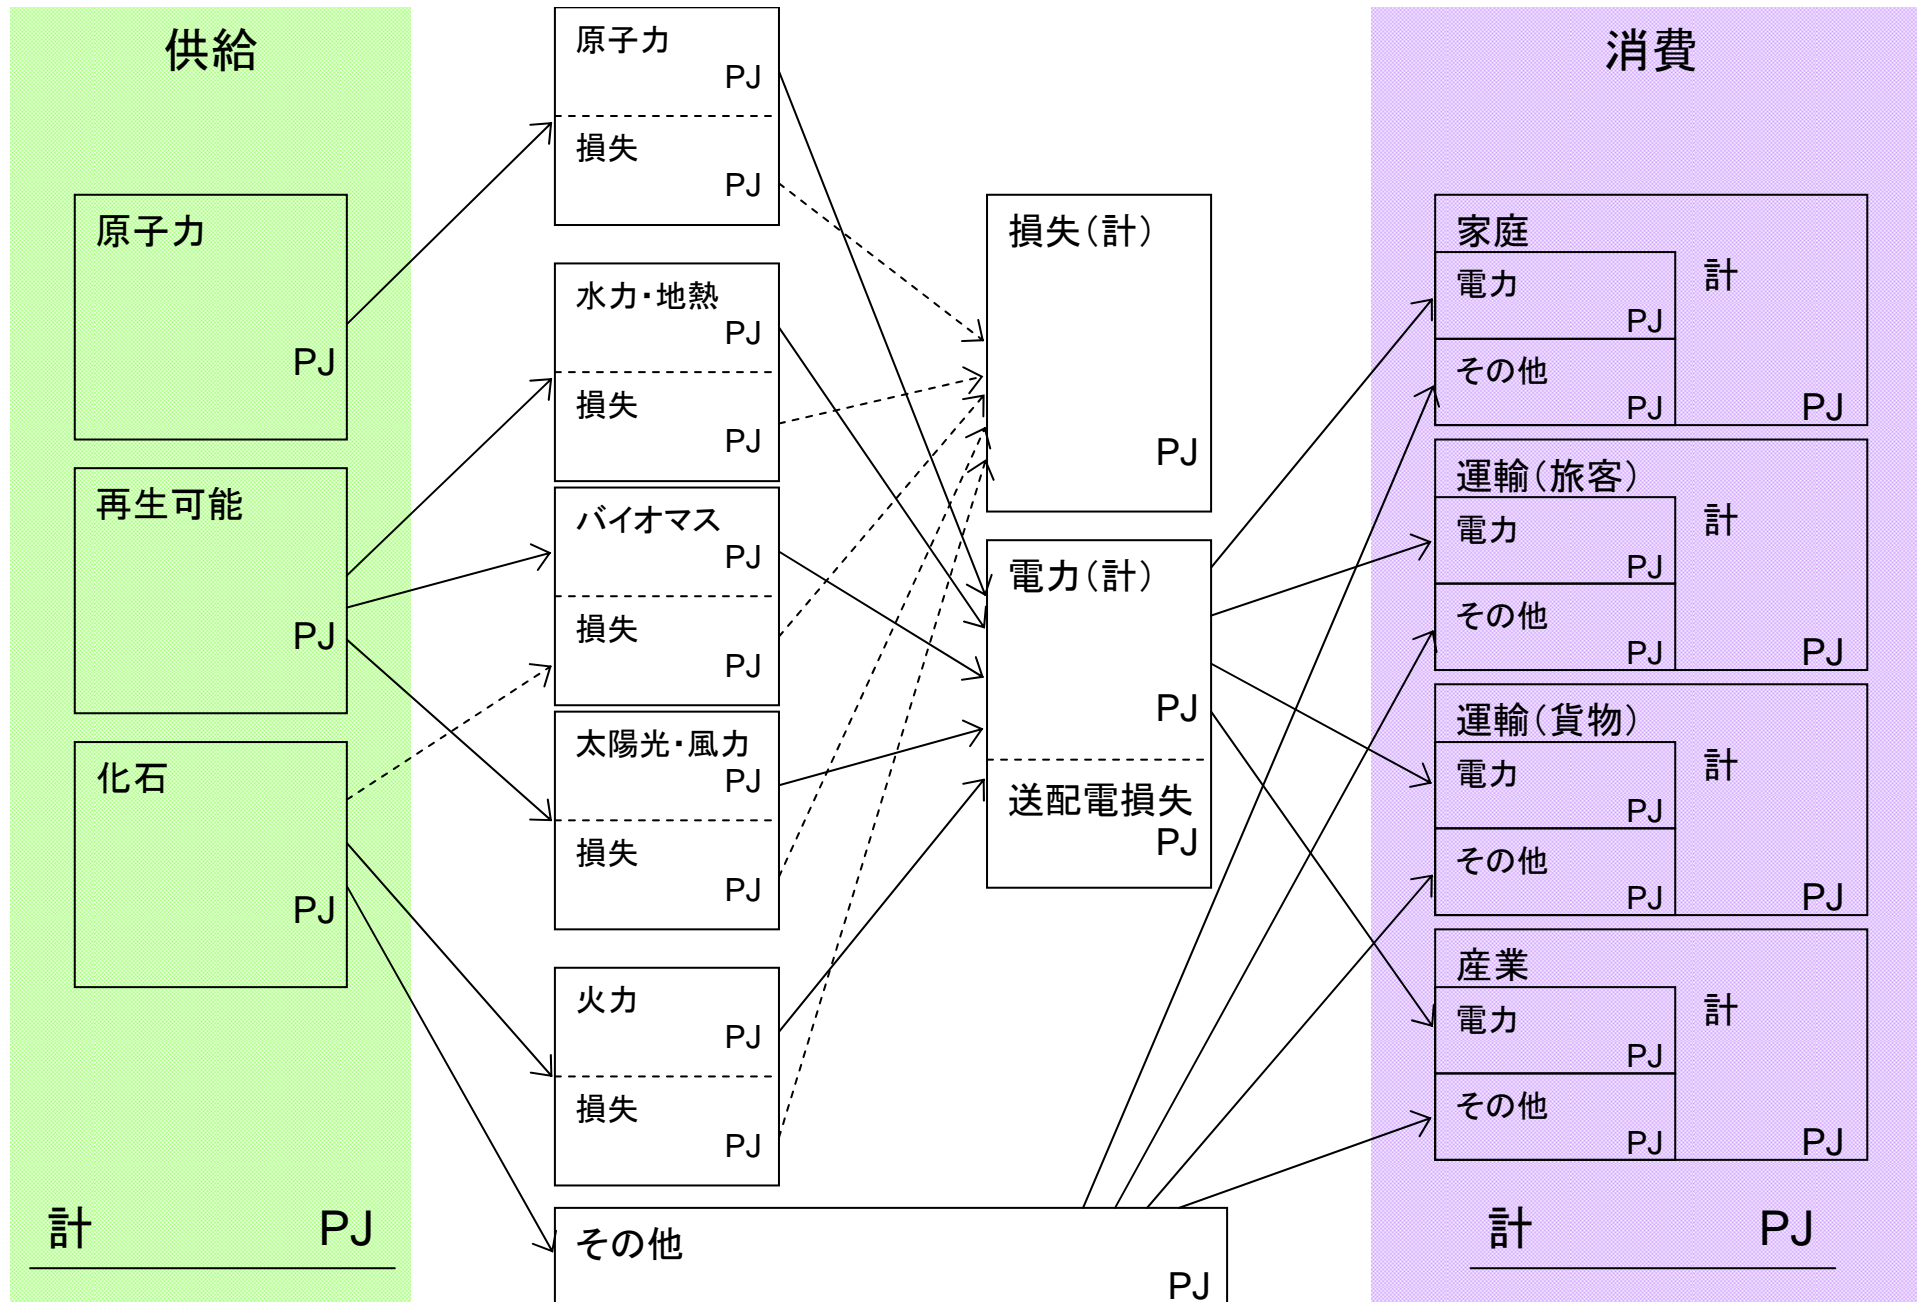 供給
原子力
PJ
再生可能
PJ
化石
PJ
計 PJ
原子力
PJ
損失
PJ
水力・地熱
PJ
損失
PJ
バイオマス
PJ
損失
PJ
太陽光・風力
PJ
損失
PJ
火力
PJ
損失
PJ
その他
PJ
損失(計)
PJ
電力(計)
PJ
送配電損失
PJ
消費
家庭
計
電力
PJ
その他
PJ
PJ
運輸(旅客)
計
電力
PJ
その他
PJ
PJ
運輸(貨物)
計
電力
PJ
その他
PJ
PJ
産業
計
電力
PJ
その他
PJ
PJ
計 PJ